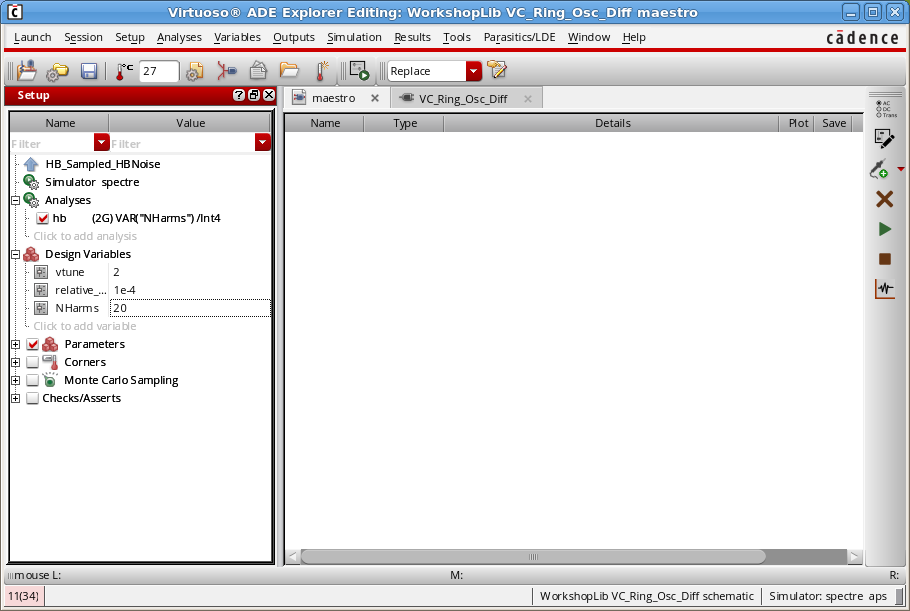 Virtuoso® ADE Explorer Editing: WorkshopLib VC_Ring_Osc_Diff maestro
Launch Session Setup Analyses Variables Outputs Simulation Results Tools Parasitics/LDE Window Help
cādence
°C 27 Replace
Setup
maestro
VC_Ring_Osc_Diff
AC
DC
Trans
Name Value
Name Type Details Plot Save
Filter Filter
HB_Sampled_HBNoise
Simulator spectre
Analyses
hb (2G) VAR("NHarms") /Int4
Click to add analysis
Design Variables
vtune 2
relative_... 1e-4
NHarms 20
Click to add variable
Parameters
Corners
Monte Carlo Sampling
Checks/Asserts
mouse L: M: R:
11(34) WorkshopLib VC_Ring_Osc_Diff schematic Simulator: spectre aps